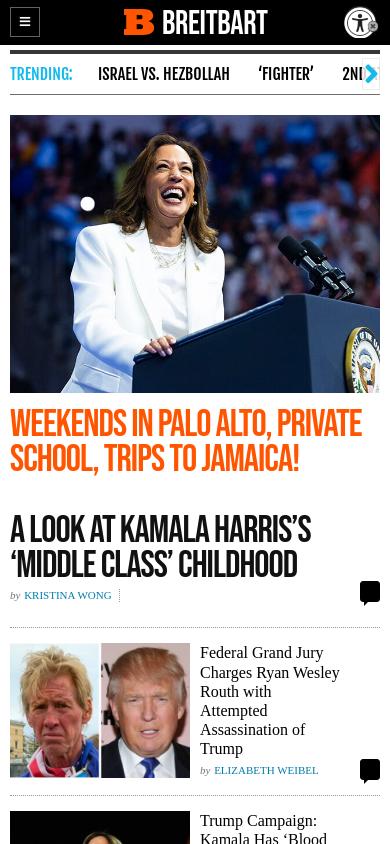 BREITBART
TRENDING:
ISRAEL VS. HEZBOLLAH
‘FIGHTER’
2ND
WEEKENDS IN PALO ALTO, PRIVATE
SCHOOL, TRIPS TO JAMAICA!
A LOOK AT KAMALA HARRIS’S
‘MIDDLE CLASS’ CHILDHOOD
by KRISTINA WONG
Federal Grand Jury
Charges Ryan Wesley
Routh with
Attempted
Assassination of
Trump
by ELIZABETH WEIBEL
Trump Campaign:
Kamala Has ‘Blood